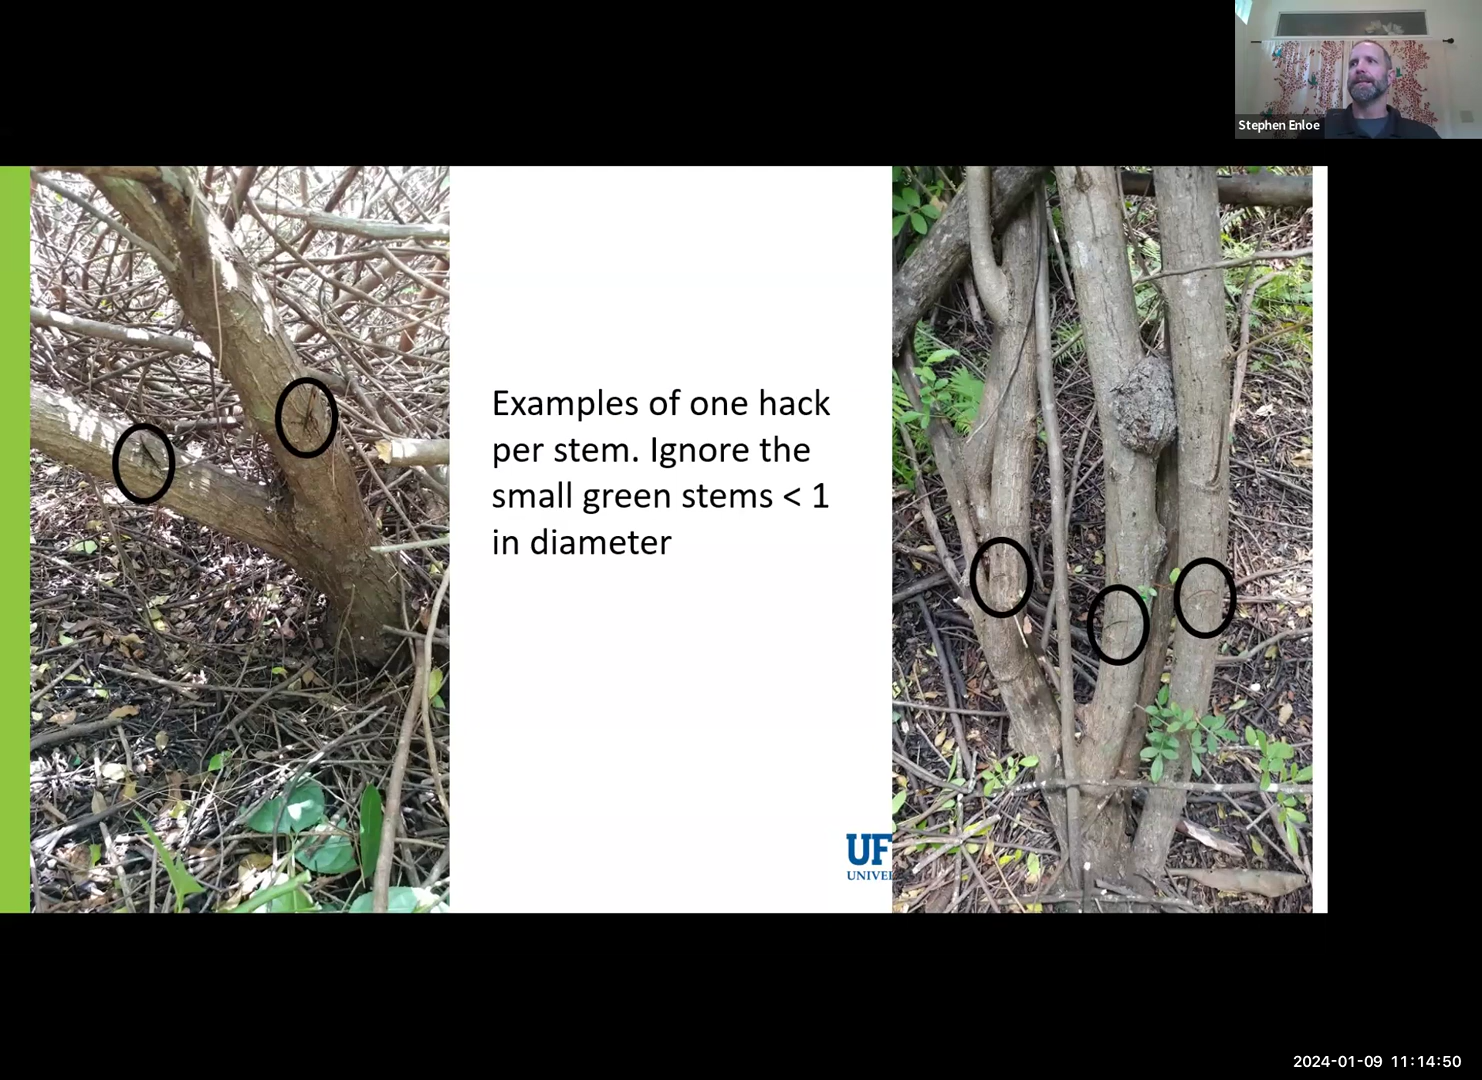 Stephen Enloe
Examples of one hack
per stem. Ignore the
small green stems < 1
in diameter
UF
UNIVE
2024-01-09 11:14:50